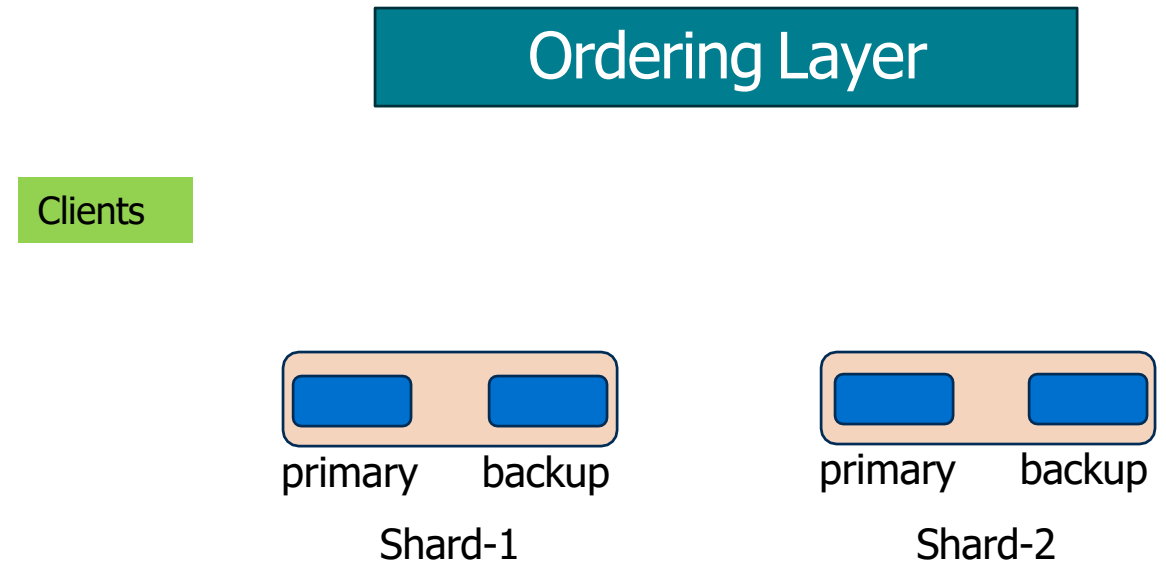 Ordering Layer
Clients
primary backup
primary backup
Shard-1
Shard-2